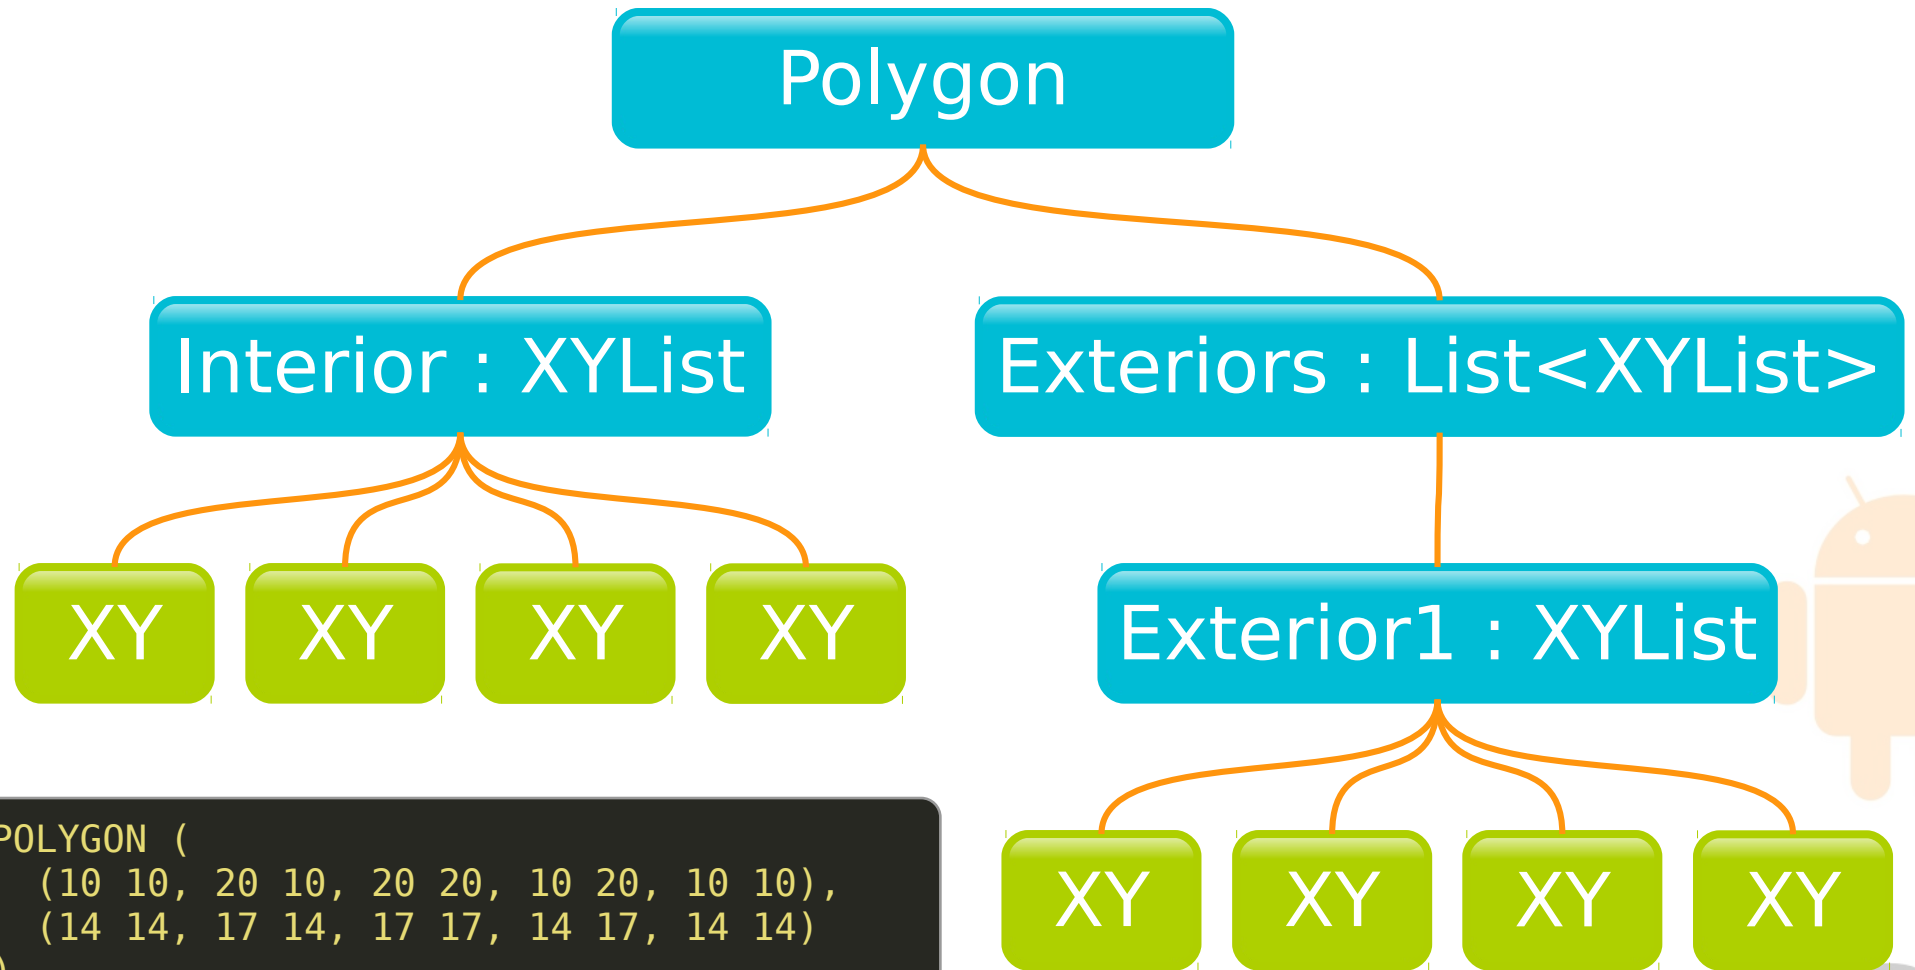 Polygon
Interior : XYList
Exteriors : List<XYList>
XY XY XY XY
Exterior1 : XYList
XY XY XY XY
POLYGON (
(10 10, 20 10, 20 20, 10 20, 10 10),
(14 14, 17 14, 17 17, 14 17, 14 14)
)